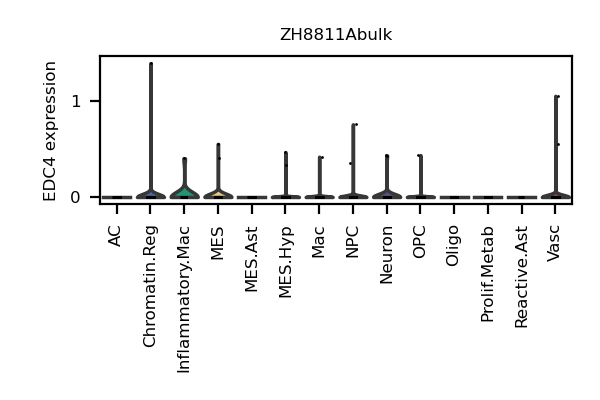 ZH8811Abulk
EDC4 expression
1
0
AC
Chromatin.Reg
Inflammatory.Mac
MES
MES.Ast
MES.Hyp
Mac
NPC
Neuron
OPC
Oligo
Prolif.Metab
Reactive.Ast
Vasc